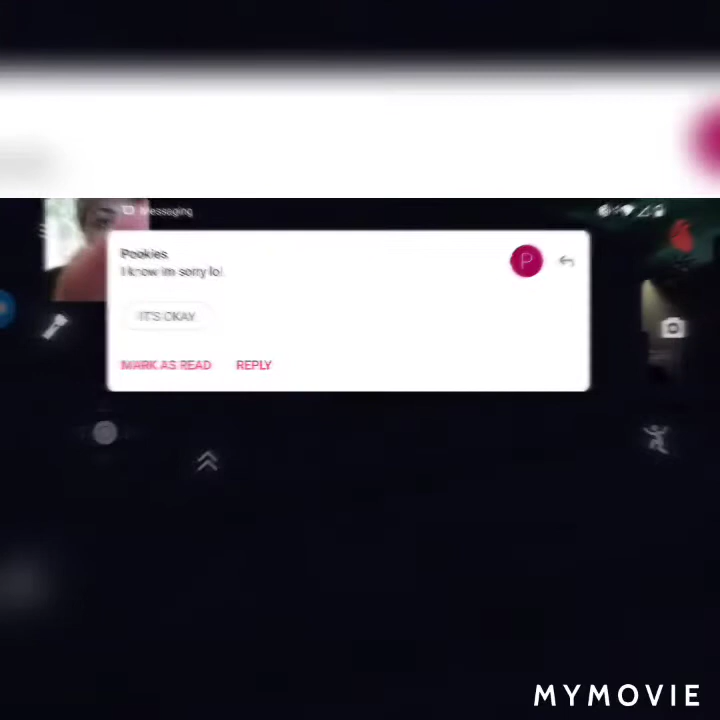 Messaging
Pookies
I know im sorry lol
P
IT'S OKAY
MARK AS READ
REPLY
MYMOVIE